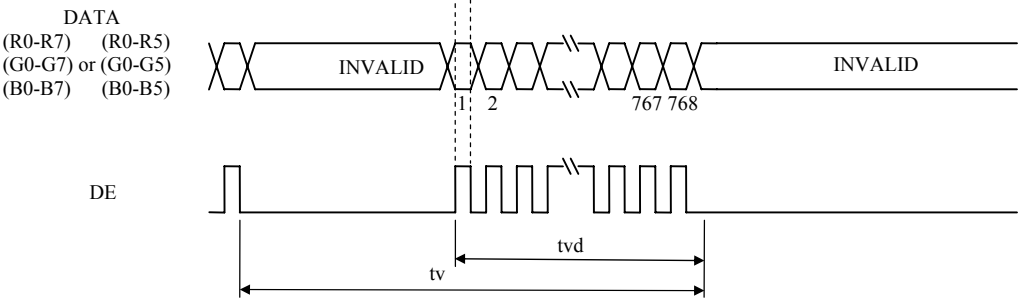 DATA
(R0-R7) (R0-R5)
(G0-G7) or (G0-G5)
(B0-B7) (B0-B5)
INVALID
INVALID
1 2 767 768
DE
tvd
tv